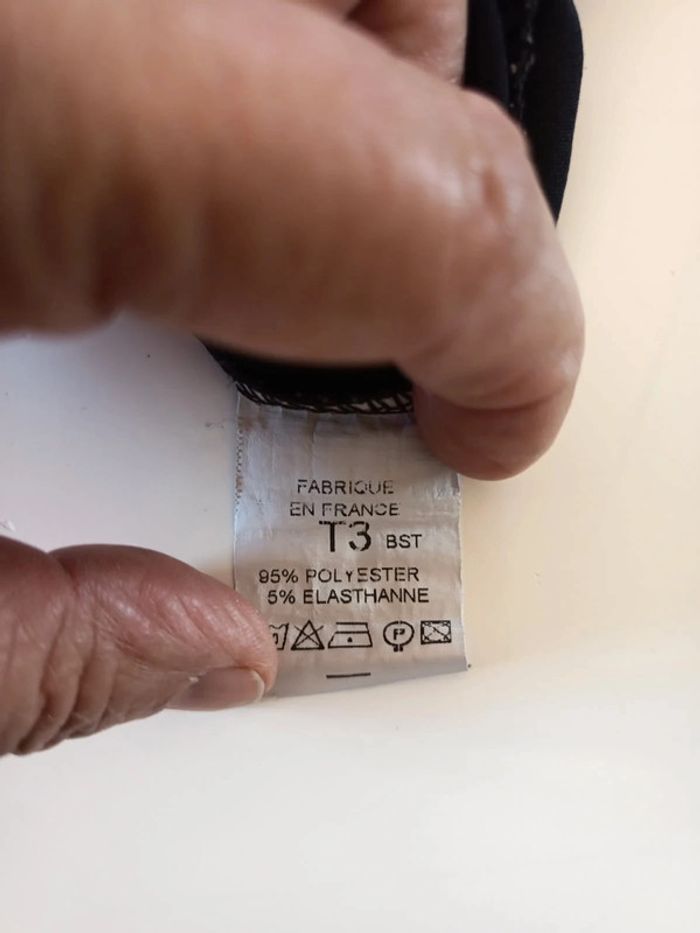 FABRIQUE
EN FRANCE
T3 BST
95% POLYESTER
5% ELASTHANNE
P